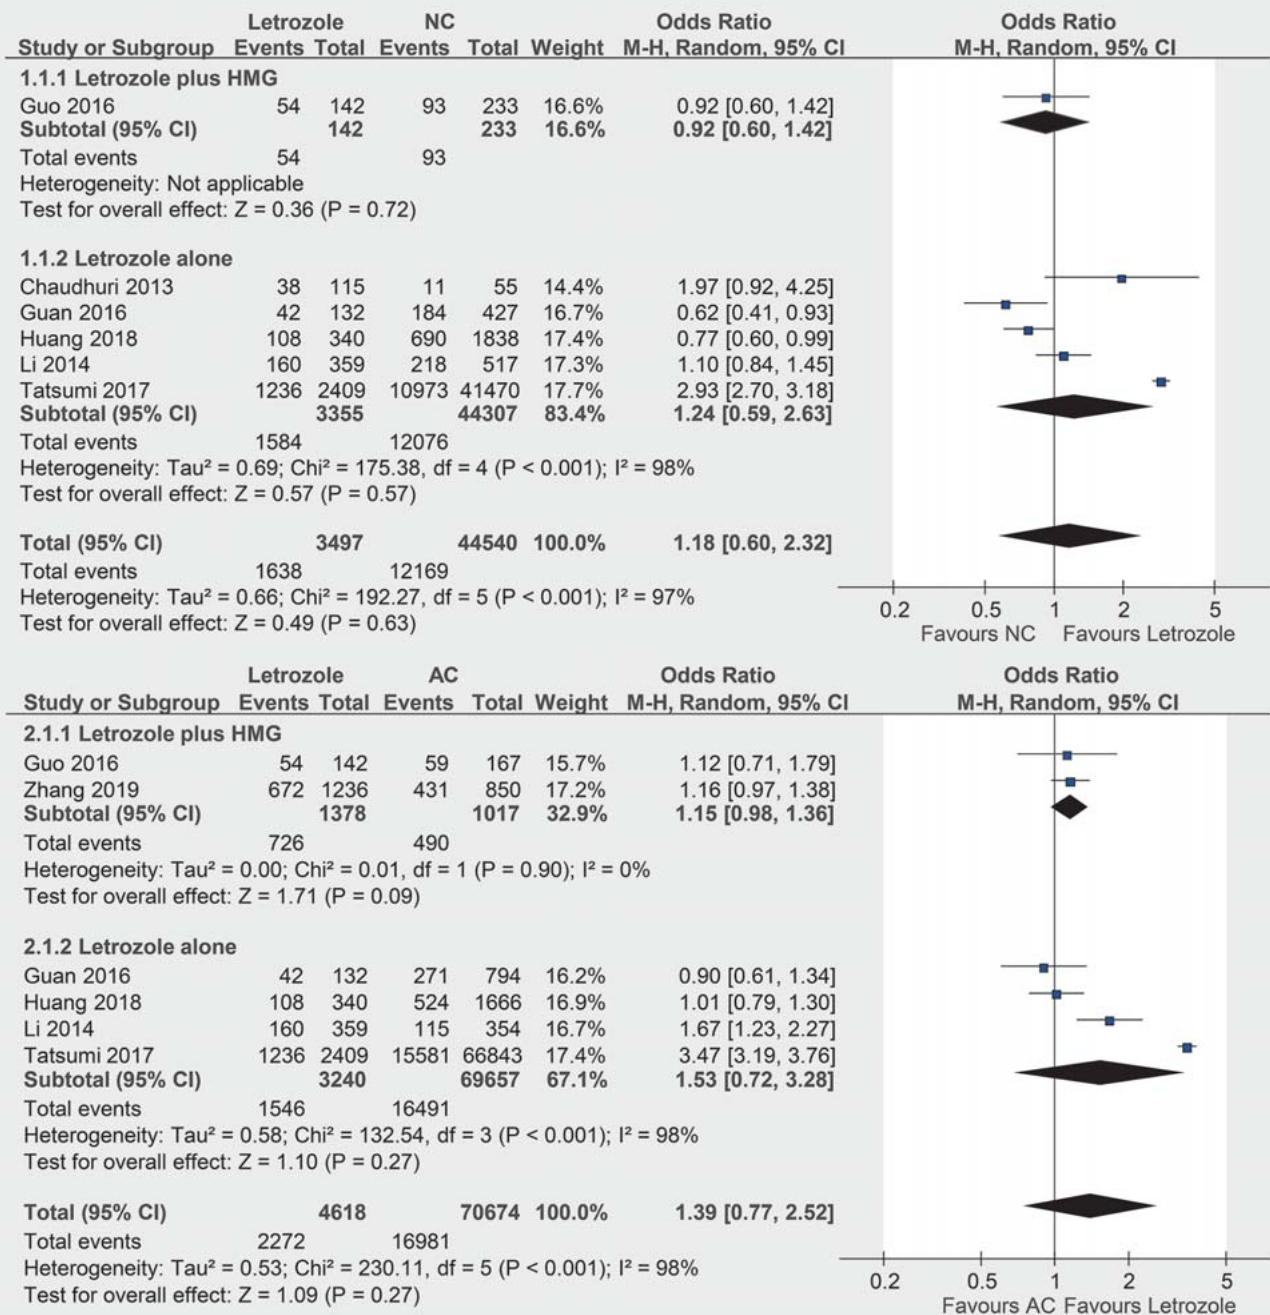 Letrozole NC Odds Ratio Odds Ratio
Study or Subgroup Events Total Events Total Weight M-H, Random, 95% CI M-H, Random, 95% CI
1.1.1 Letrozole plus HMG
Guo 2016 54 142 93 233 16.6% 0.92 [0.60, 1.42]
Subtotal (95% CI) 142 233 16.6% 0.92 [0.60, 1.42]
Total events 54 93
Heterogeneity: Not applicable
Test for overall effect: Z = 0.36 (P = 0.72)
1.1.2 Letrozole alone
Chaudhuri 2013 38 115 11 55 14.4% 1.97 [0.92, 4.25]
Guan 2016 42 132 184 427 16.7% 0.62 [0.41, 0.93]
Huang 2018 108 340 690 1838 17.4% 0.77 [0.60, 0.99]
Li 2014 160 359 218 517 17.3% 1.10 [0.84, 1.45]
Tatsumi 2017 1236 2409 10973 41470 17.7% 2.93 [2.70, 3.18]
Subtotal (95% CI) 3355 44307 83.4% 1.24 [0.59, 2.63]
Total events 1584 12076
Heterogeneity: Tau² = 0.69; Chi² = 175.38, df = 4 (P < 0.001); I² = 98%
Test for overall effect: Z = 0.57 (P = 0.57)
Total (95% CI) 3497 44540 100.0% 1.18 [0.60, 2.32]
Total events 1638 12169
Heterogeneity: Tau² = 0.66; Chi² = 192.27, df = 5 (P < 0.001); I² = 97%
Test for overall effect: Z = 0.49 (P = 0.63)
0.2 0.5 1 2 5
Favours NC Favours Letrozole
Letrozole AC Odds Ratio Odds Ratio
Study or Subgroup Events Total Events Total Weight M-H, Random, 95% CI M-H, Random, 95% CI
2.1.1 Letrozole plus HMG
Guo 2016 54 142 59 167 15.7% 1.12 [0.71, 1.79]
Zhang 2019 672 1236 431 850 17.2% 1.16 [0.97, 1.38]
Subtotal (95% CI) 1378 1017 32.9% 1.15 [0.98, 1.36]
Total events 726 490
Heterogeneity: Tau² = 0.00; Chi² = 0.01, df = 1 (P = 0.90); I² = 0%
Test for overall effect: Z = 1.71 (P = 0.09)
2.1.2 Letrozole alone
Guan 2016 42 132 271 794 16.2% 0.90 [0.61, 1.34]
Huang 2018 108 340 524 1666 16.9% 1.01 [0.79, 1.30]
Li 2014 160 359 115 354 16.7% 1.67 [1.23, 2.27]
Tatsumi 2017 1236 2409 15581 66843 17.4% 3.47 [3.19, 3.76]
Subtotal (95% CI) 3240 69657 67.1% 1.53 [0.72, 3.28]
Total events 1546 16491
Heterogeneity: Tau² = 0.58; Chi² = 132.54, df = 3 (P < 0.001); I² = 98%
Test for overall effect: Z = 1.10 (P = 0.27)
Total (95% CI) 4618 70674 100.0% 1.39 [0.77, 2.52]
Total events 2272 16981
Heterogeneity: Tau² = 0.53; Chi² = 230.11, df = 5 (P < 0.001); I² = 98%
Test for overall effect: Z = 1.09 (P = 0.27)
0.2 0.5 1 2 5
Favours AC Favours Letrozole